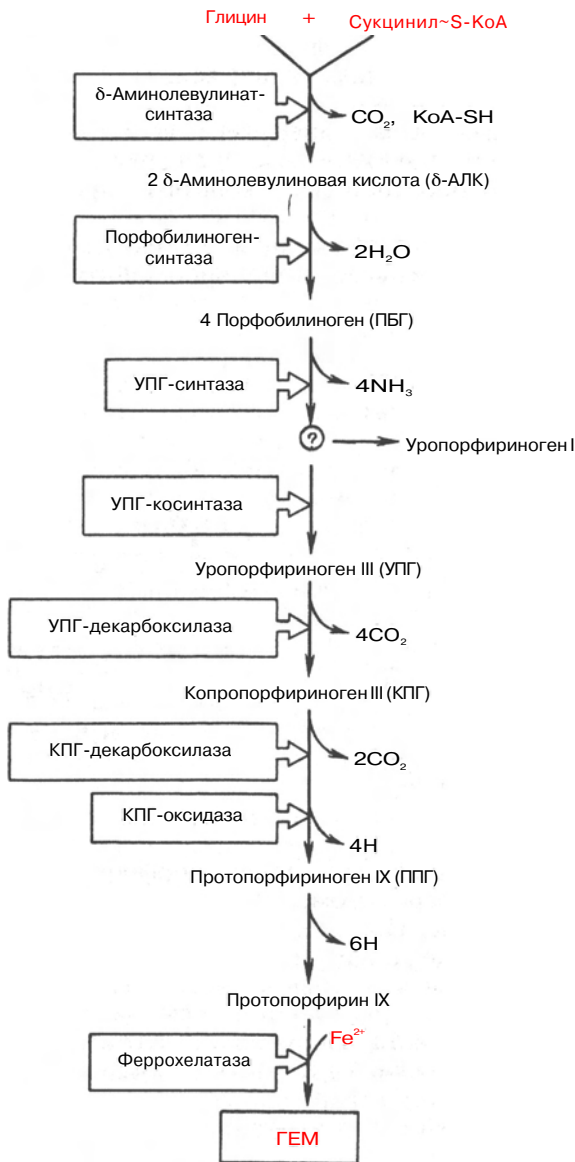 Глицин + Сукцинил~S-КоА
δ-Аминолевулинат-
синтаза
CO₂, КоА-SH
2 δ-Аминолевулиновая кислота (δ-АЛК)
Порфобилиноген-
синтаза
2H₂O
4 Порфобилиноген (ПБГ)
УПГ-синтаза
4NH₃
?
Уропорфириноген I
УПГ-косинтаза
Уропорфириноген III (УПГ)
УПГ-декарбоксилаза
4CO₂
Копропорфириноген III (КПГ)
КПГ-декарбоксилаза
2CO₂
КПГ-оксидаза
4H
Протопорфириноген IX (ППГ)
6H
Протопорфирин IX
Fe²⁺
Феррохелатаза
ГЕМ